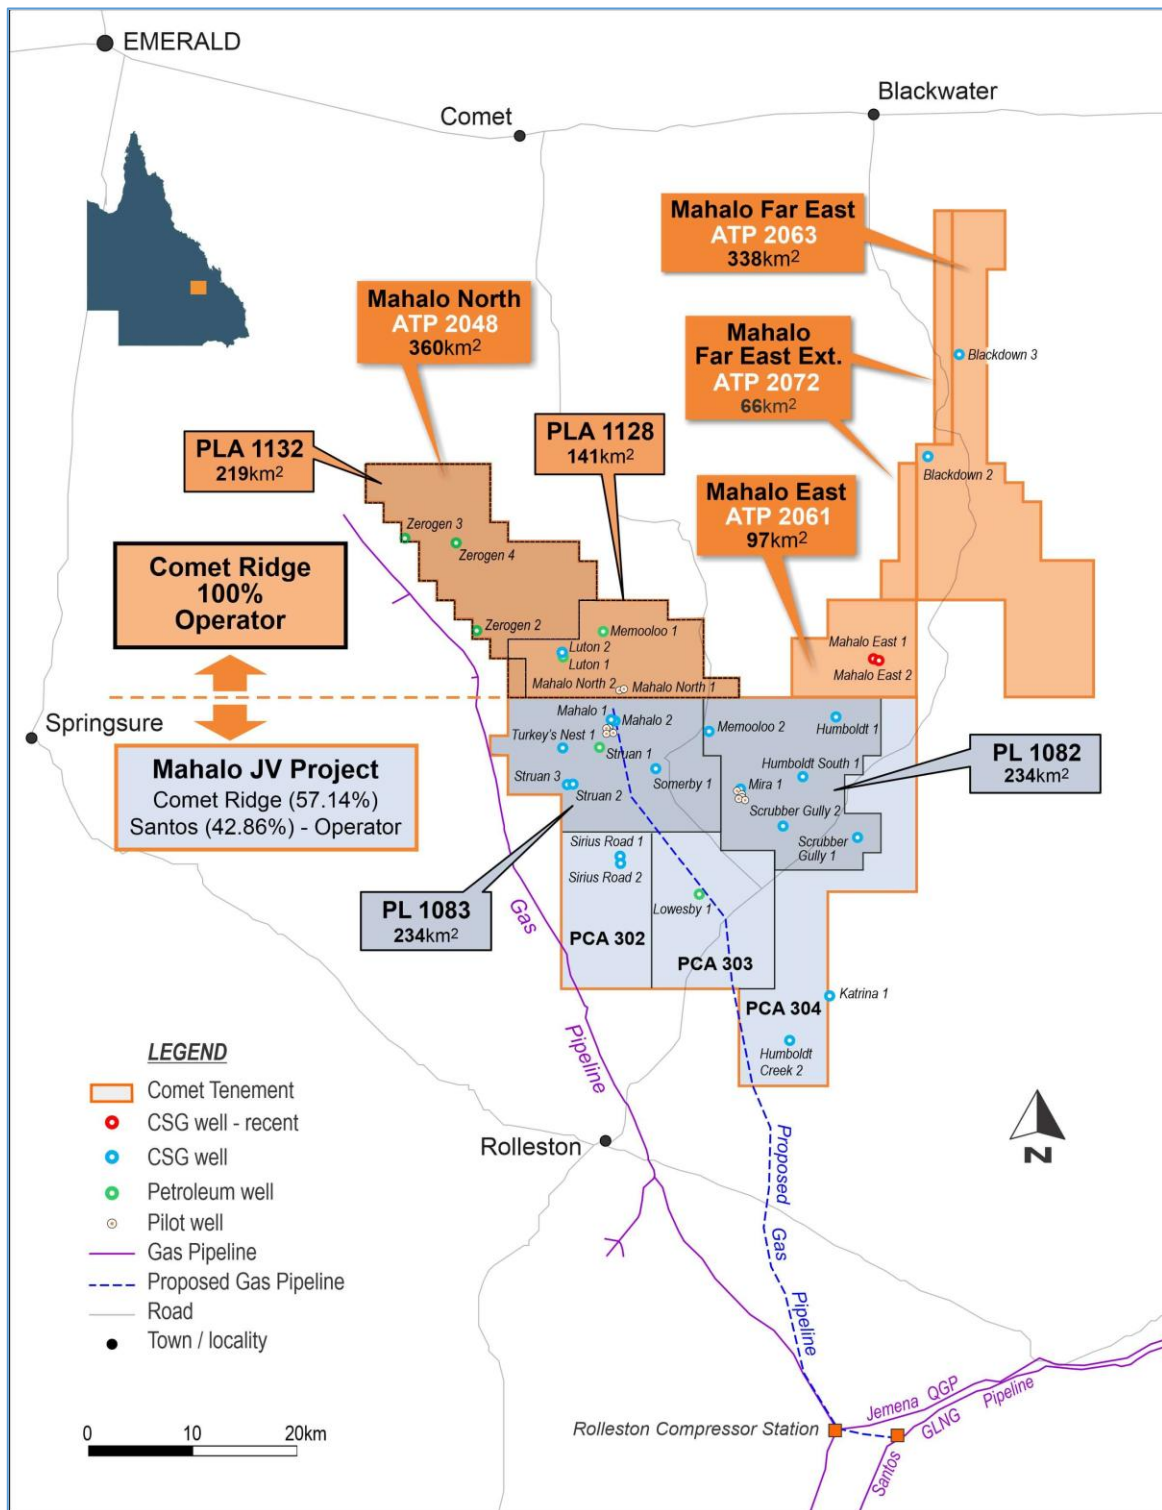 EMERALD
Comet
Blackwater
Mahalo Far East
ATP 2063
338km²
Mahalo North
ATP 2048
360km²
Mahalo
Far East Ext.
ATP 2072
66km²
Blackdown 3
PLA 1132
219km²
PLA 1128
141km²
Blackdown 2
Mahalo East
ATP 2061
97km²
Zerogen 3
Zerogen 4
Comet Ridge
100%
Operator
Zerogen 2
Memooloo 1
Luton 2
Luton 1
Mahalo East 1
Mahalo East 2
Mahalo North 2
Mahalo North 1
Springsure
Mahalo 1
Mahalo 2
Memooloo 2
Humboldt 1
Turkey's Nest 1
Struan 1
Humboldt South 1
PL 1082
234km²
Mahalo JV Project
Comet Ridge (57.14%)
Santos (42.86%) - Operator
Struan 3
Struan 2
Somerby 1
Mira 1
Scrubber Gully 2
Scrubber
Gully 1
Sirius Road 1
Sirius Road 2
PL 1083
234km²
Lowesby 1
Gas
Pipeline
PCA 302
PCA 303
PCA 304
Katrina 1
Humboldt
Creek 2
LEGEND
Comet Tenement
CSG well - recent
CSG well
Petroleum well
Pilot well
Gas Pipeline
Proposed Gas Pipeline
Road
Town / locality
Rolleston
N
Proposed
Gas
Pipeline
0
10
20km
Rolleston Compressor Station
Jemena QGP
Santos
GLNG
Pipeline